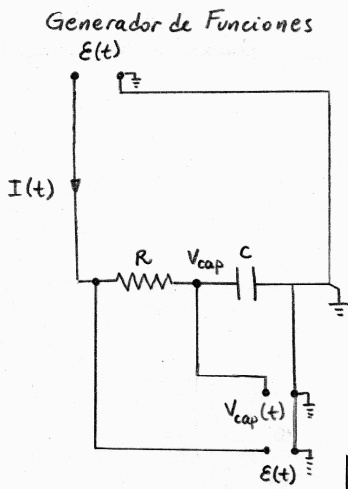 Generador de Funciones
Ɛ(t)
I(t)
R
Vcap
C
Vcap(t)
Ɛ(t)